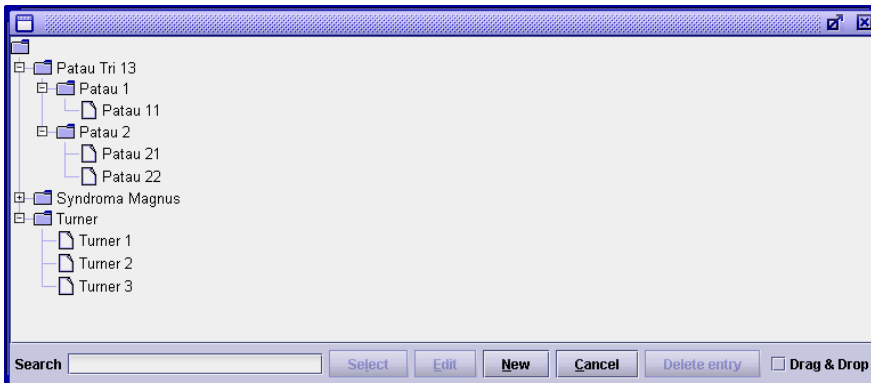 Patau Tri 13
Patau 1
Patau 11
Patau 2
Patau 21
Patau 22
Syndroma Magnus
Turner
Turner 1
Turner 2
Turner 3
Search Select Edit New Cancel Delete entry Drag & Drop